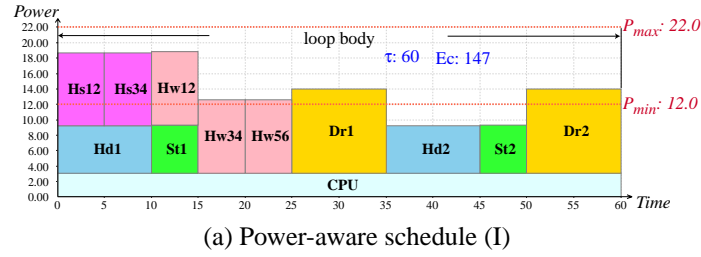 Power
22.00
20.00
18.00
16.00
14.00
12.00
10.00
8.00
6.00
4.00
2.00
0.00
loop body
τ: 60 Ec: 147
P_max: 22.0
P_min: 12.0
Hs12 Hs34 Hw12
Hw34 Hw56
Dr1
Dr2
Hd1 St1
Hd2 St2
CPU
0 5 10 15 20 25 30 35 40 45 50 55 60 Time
(a) Power-aware schedule (I)